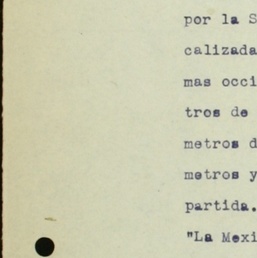 por la S
calizada
mas occi
tros de
metros d
metros y
partida.
"La Mexi